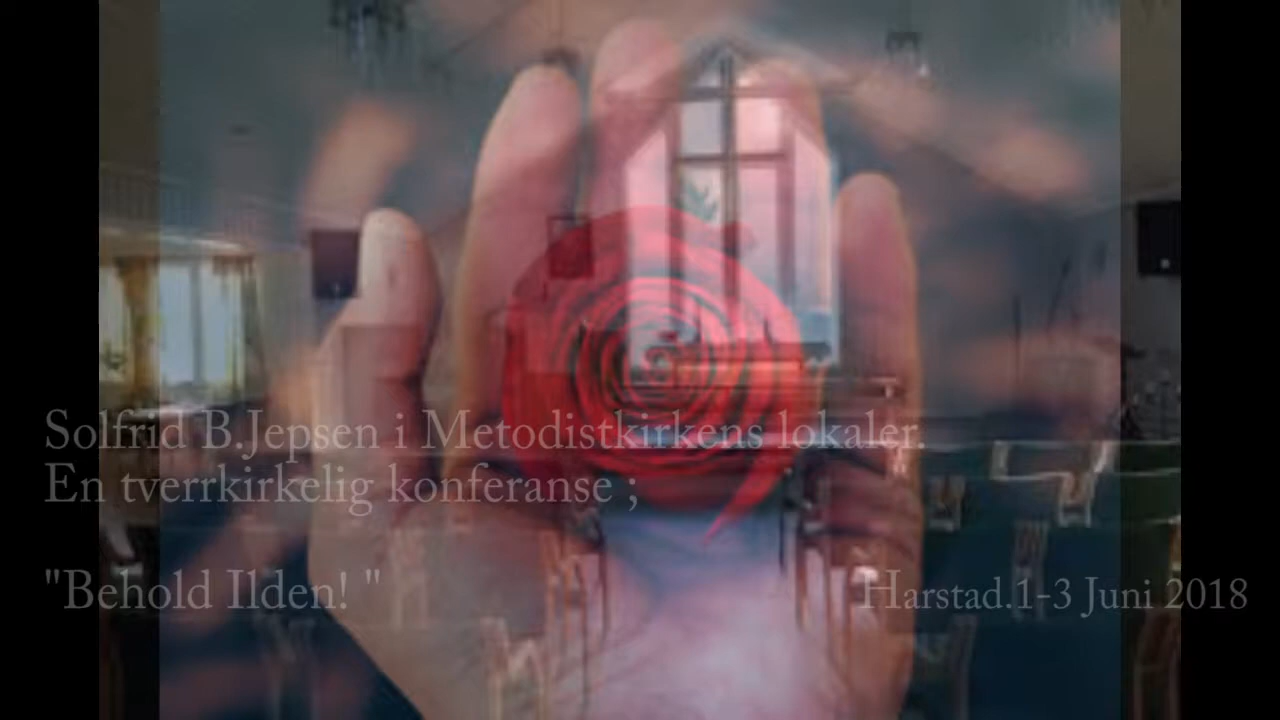 Solfrid B.Jepsen i Metodistkirkens lokaler.
En tverrkirkelig konferanse ;
"Behold Ilden! "
Harstad.1-3 Juni 2018